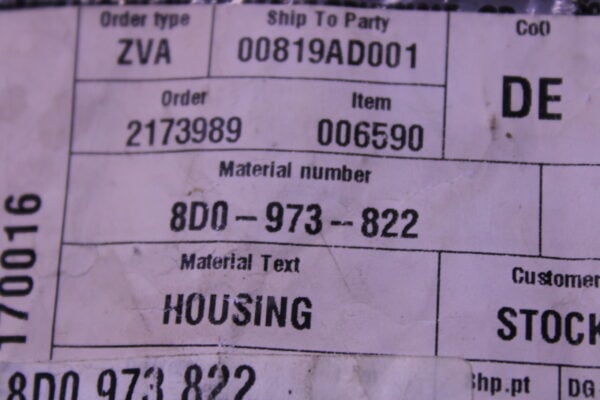 Order type Ship To Party CoO
ZVA 00819AD001 DE
Order Item
2173989 006590
Material number
8D0-973-822
Material Text Customer
HOUSING STOCK
170016
8D0 973 822 Shp.pt DG